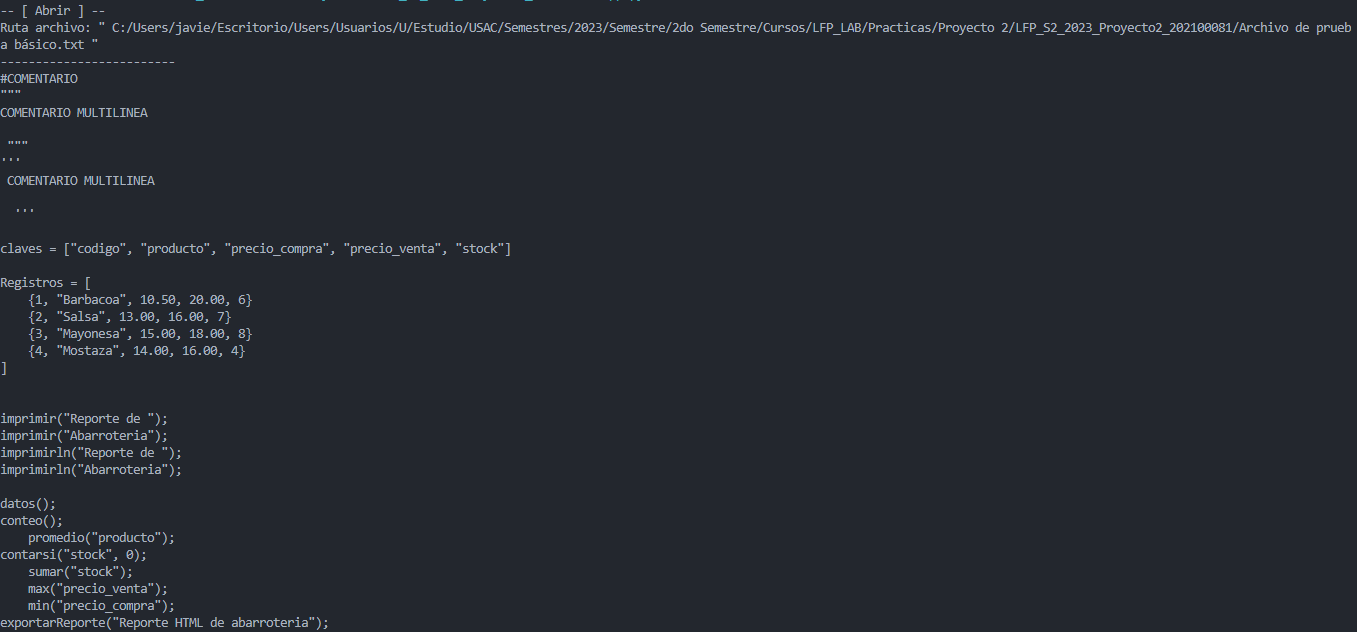 -- [ Abrir ] --
Ruta archivo: " C:/Users/javie/Escritorio/Users/Usuarios/U/Estudio/USAC/Semestres/2023/Semestre/2do Semestre/Cursos/LFP_LAB/Practicas/Proyecto 2/LFP_S2_2023_Proyecto2_202100081/Archivo de prueb
a básico.txt "
-------------------------
#COMENTARIO
"""
COMENTARIO MULTILINEA
"""
'''
COMENTARIO MULTILINEA
'''
claves = ["codigo", "producto", "precio_compra", "precio_venta", "stock"]
Registros = [
    {1, "Barbacoa", 10.50, 20.00, 6}
    {2, "Salsa", 13.00, 16.00, 7}
    {3, "Mayonesa", 15.00, 18.00, 8}
    {4, "Mostaza", 14.00, 16.00, 4}
]
imprimir("Reporte de ");
imprimir("Abarroteria");
imprimirln("Reporte de ");
imprimirln("Abarroteria");
datos();
conteo();
    promedio("producto");
contarsi("stock", 0);
    sumar("stock");
    max("precio_venta");
    min("precio_compra");
exportarReporte("Reporte HTML de abarroteria");